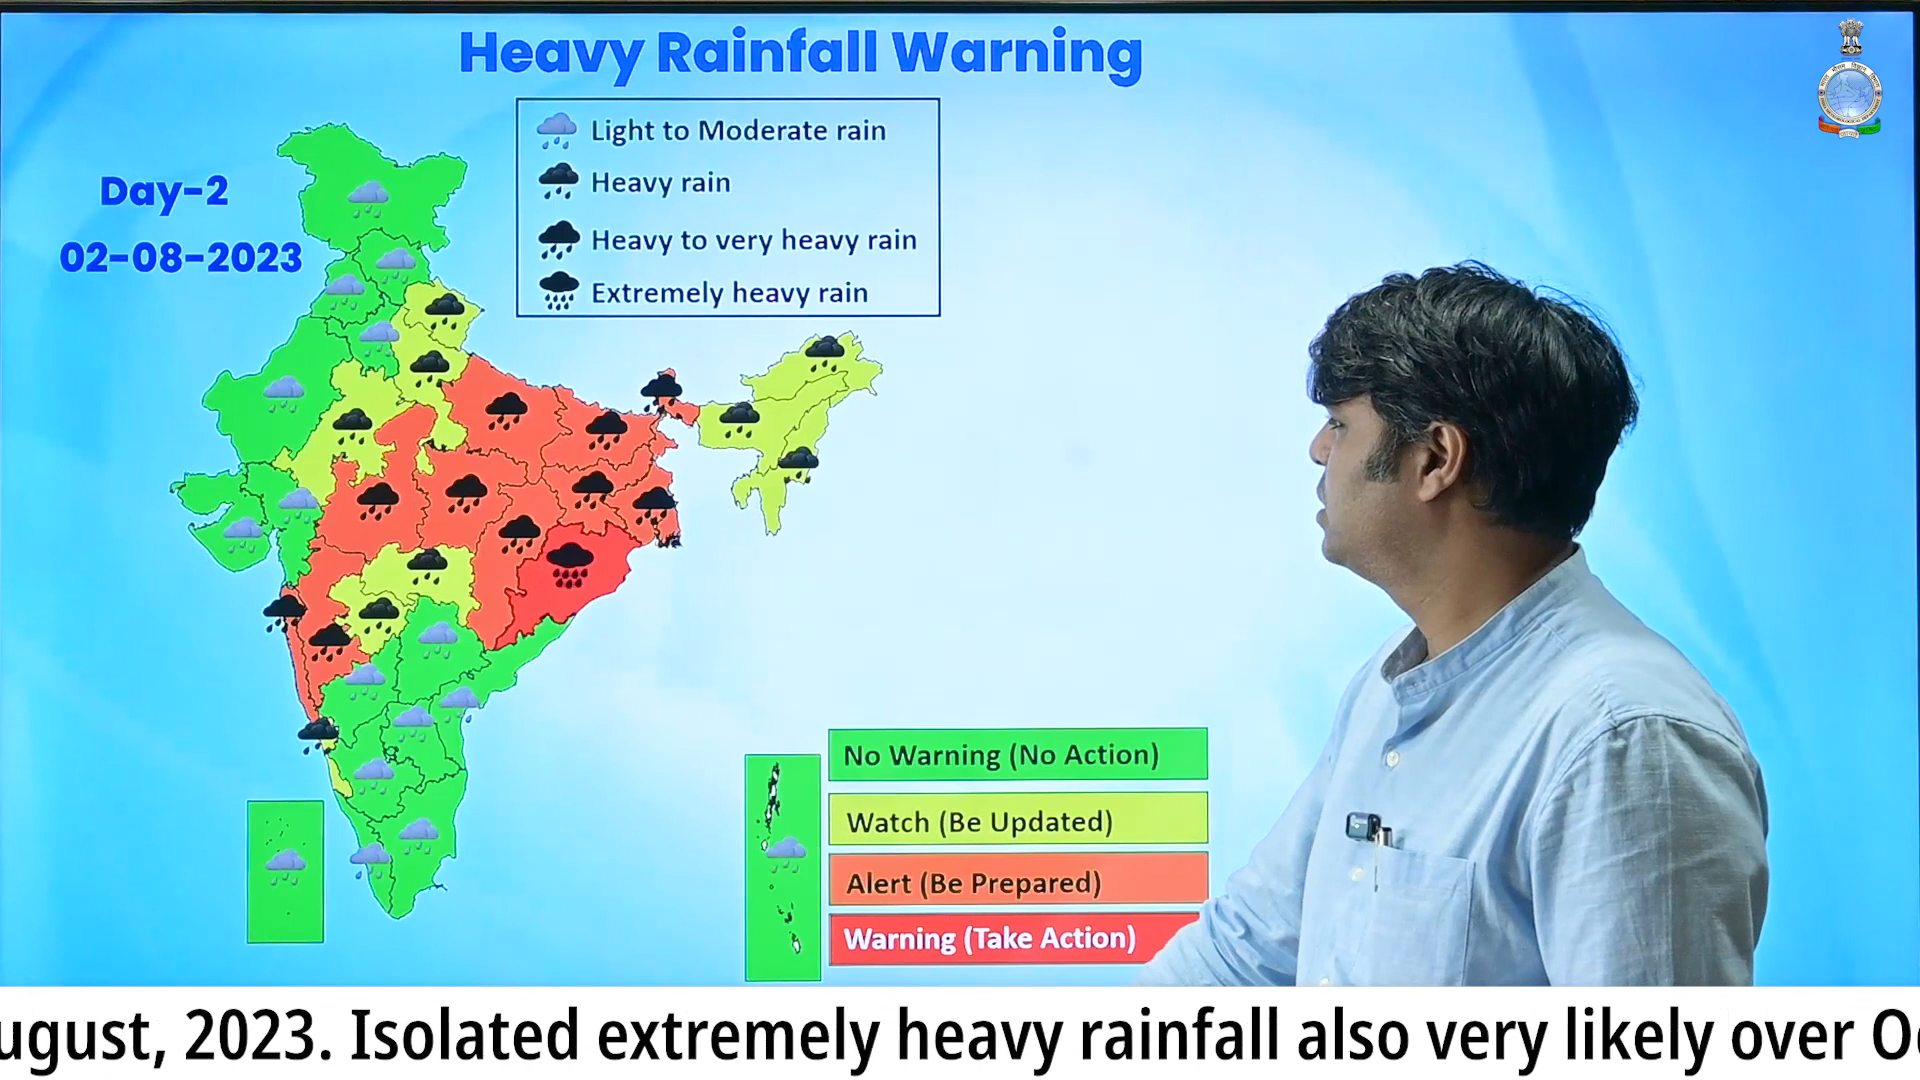 Heavy Rainfall Warning
Day-2
02-08-2023
Light to Moderate rain
Heavy rain
Heavy to very heavy rain
Extremely heavy rain
No Warning (No Action)
Watch (Be Updated)
Alert (Be Prepared)
Warning (Take Action)
ugust, 2023. Isolated extremely heavy rainfall also very likely over O